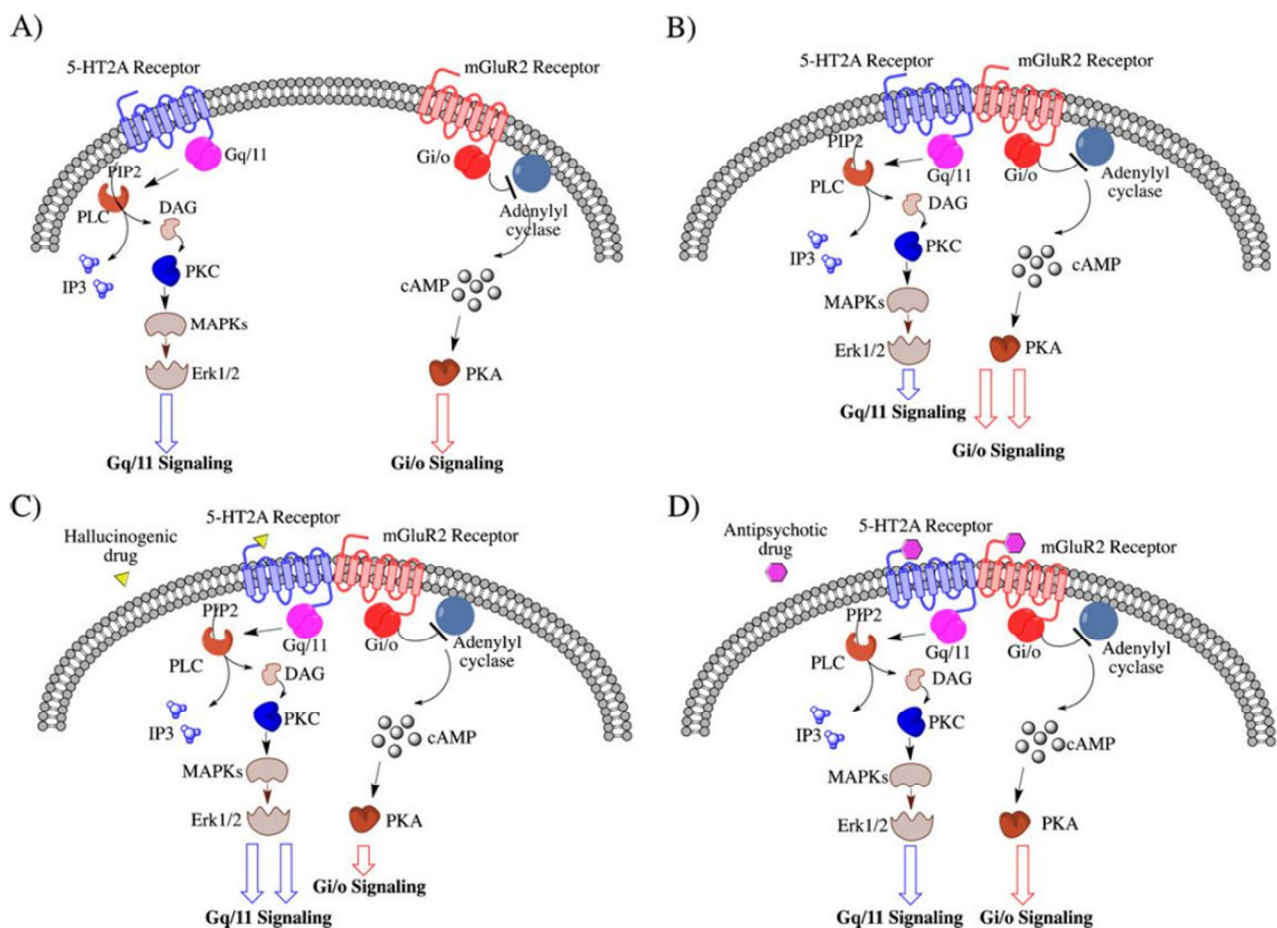 A)
5-HT2A Receptor
mGluR2 Receptor
Gq/11
Gi/o
PIP2
PLC
DAG
Adenylyl
cyclase
IP3
PKC
cAMP
MAPKs
Erk1/2
PKA
Gq/11 Signaling
Gi/o Signaling
B)
5-HT2A Receptor
mGluR2 Receptor
PIP2
Gq/11
Gi/o
Adenylyl
cyclase
PLC
DAG
IP3
PKC
cAMP
MAPKs
Erk1/2
PKA
Gq/11 Signaling
Gi/o Signaling
C)
Hallucinogenic
drug
5-HT2A Receptor
mGluR2 Receptor
PIP2
Gq/11
Gi/o
Adenylyl
cyclase
PLC
DAG
IP3
PKC
cAMP
MAPKs
Erk1/2
PKA
Gi/o Signaling
Gq/11 Signaling
D)
Antipsychotic
drug
5-HT2A Receptor
mGluR2 Receptor
PIP2
Gq/11
Gi/o
Adenylyl
cyclase
PLC
DAG
IP3
PKC
cAMP
MAPKs
Erk1/2
PKA
Gq/11 Signaling
Gi/o Signaling